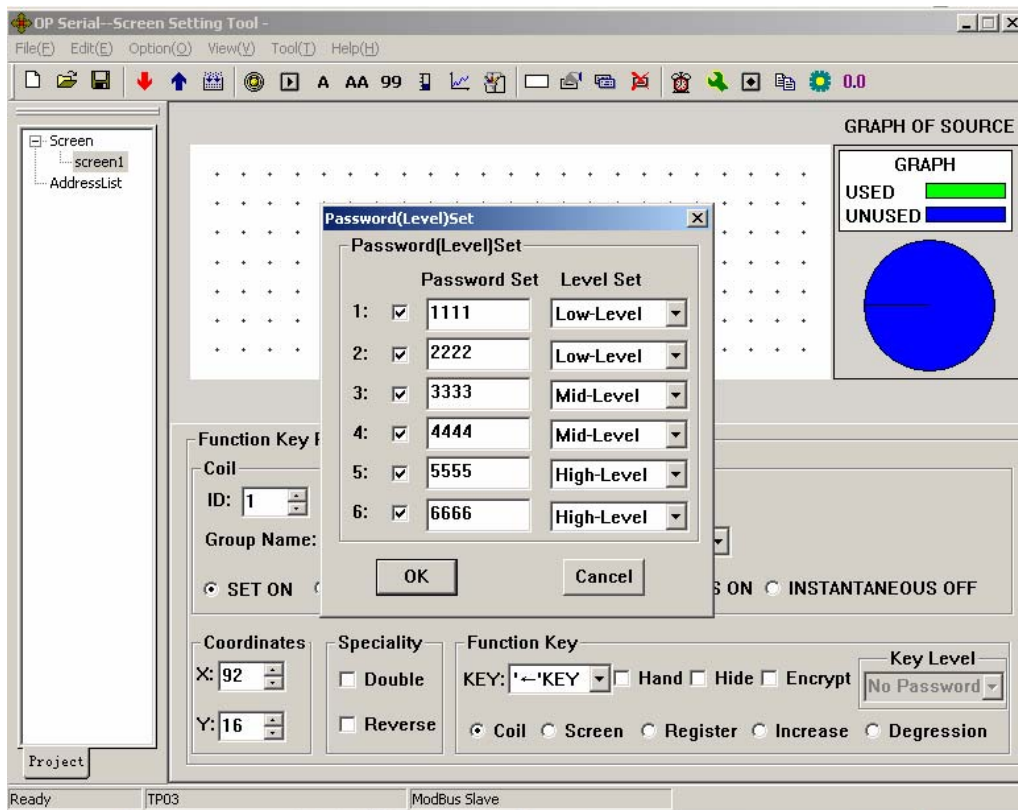 OP Serial--Screen Setting Tool -
File(F) Edit(E) Option(O) View(V) Tool(T) Help(H)
A AA 99 0.0
Screen
screen1
AddressList
Project
GRAPH OF SOURCE
GRAPH
USED
UNUSED
Password(Level)Set
Password(Level)Set
Password Set Level Set
1: 1111 Low-Level
2: 2222 Low-Level
3: 3333 Mid-Level
4: 4444 Mid-Level
5: 5555 High-Level
6: 6666 High-Level
OK Cancel
Function Key
Coil
ID: 1
Group Name:
SET ON S ON INSTANTANEOUS OFF
Coordinates
X: 92
Y: 16
Speciality
Double
Reverse
Function Key
KEY: '←'KEY Hand Hide Encrypt
Key Level
No Password
Coil Screen Register Increase Degression
Ready TP03 ModBus Slave